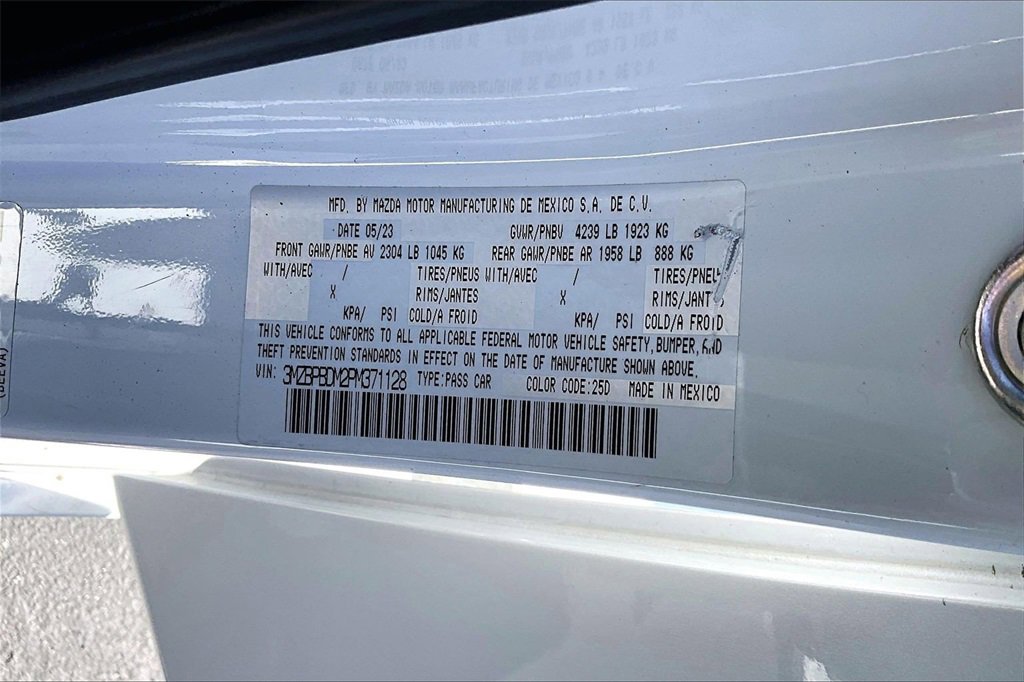 MFD. BY MAZDA MOTOR MANUFACTURING DE MEXICO S.A. DE C.V.
DATE 05/23 GVWR/PNBV 4239 LB 1923 KG
FRONT GAWR/PNBE AV 2304 LB 1045 KG REAR GAWR/PNBE AR 1958 LB 888 KG
WITH/AVEC / TIRES/PNEUS WITH/AVEC / TIRES/PNEU
X RIMS/JANTES X RIMS/JANT
KPA/ PSI COLD/A FROID KPA/ PSI COLD/A FROID
THIS VEHICLE CONFORMS TO ALL APPLICABLE FEDERAL MOTOR VEHICLE SAFETY, BUMPER, AND
THEFT PREVENTION STANDARDS IN EFFECT ON THE DATE OF MANUFACTURE SHOWN ABOVE.
VIN: 3MZBPBDM2PM371128 TYPE:PASS CAR COLOR CODE:25D MADE IN MEXICO
(DEEVA)